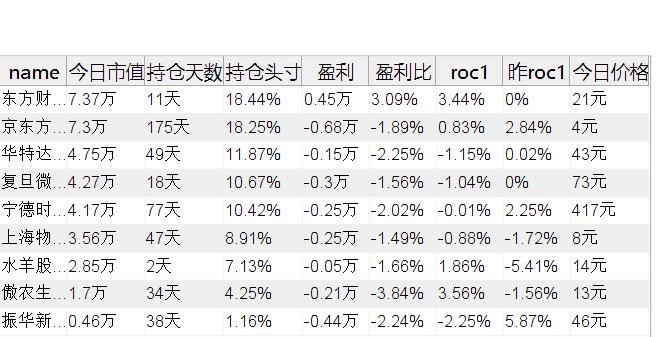 name 今日市值 持仓天数 持仓头寸 盈利 盈利比 roc1 昨roc1 今日价格
东方财... 7.37万 11天 18.44% 0.45万 3.09% 3.44% 0% 21元
京东方... 7.3万 175天 18.25% -0.68万 -1.89% 0.83% 2.84% 4元
华特达... 4.75万 49天 11.87% -0.15万 -2.25% -1.15% 0.02% 43元
复旦微... 4.27万 18天 10.67% -0.3万 -1.56% -1.04% 0% 73元
宁德时... 4.17万 77天 10.42% -0.25万 -2.02% -0.01% 2.25% 417元
上海物... 3.56万 47天 8.91% -0.25万 -1.49% -0.88% -1.72% 8元
水羊股... 2.85万 2天 7.13% -0.05万 -1.66% 1.86% -5.41% 14元
傲农生... 1.7万 34天 4.25% -0.21万 -3.84% 3.56% -1.56% 13元
振华新... 0.46万 38天 1.16% -0.44万 -2.24% -2.25% 5.87% 46元